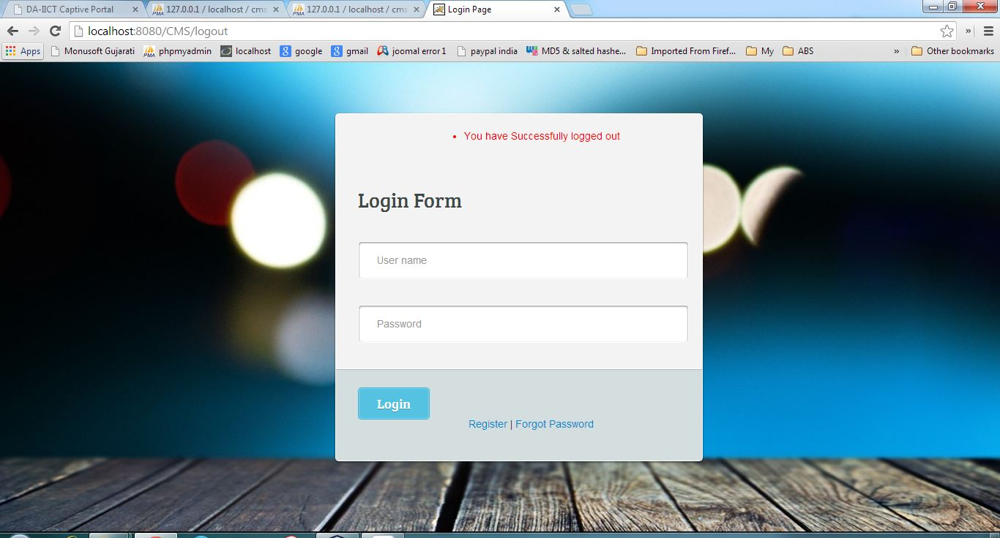 DA-IICT Captive Portal
127.0.0.1 / localhost / cms
127.0.0.1 / localhost / cms
Login Page
localhost:8080/CMS/logout
Apps Monusoft Gujarati phpmyadmin localhost google gmail joomal error1 paypal india MD5 & salted hashe... Imported From Firef... My ABS » Other bookmarks
You have Successfully logged out
Login Form
User name
Password
Login
Register | Forgot Password